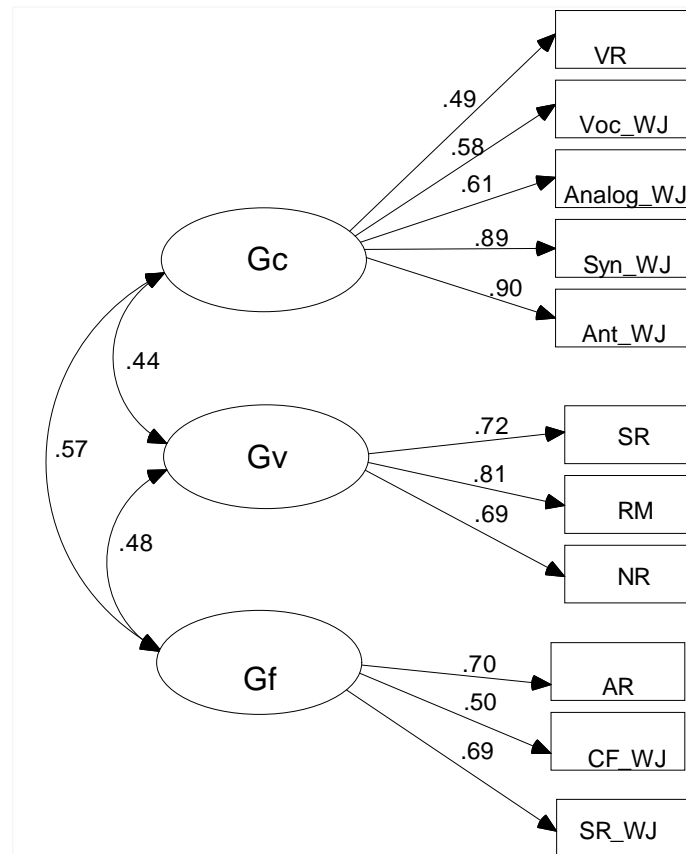 VR
.49
Voc_WJ
.58
Analog_WJ
.61
Syn_WJ
.89
Gc
.90
Ant_WJ
.44
.72
SR
.57
Gv
.81
RM
.69
NR
.48
.70
AR
Gf
.50
CF_WJ
.69
SR_WJ